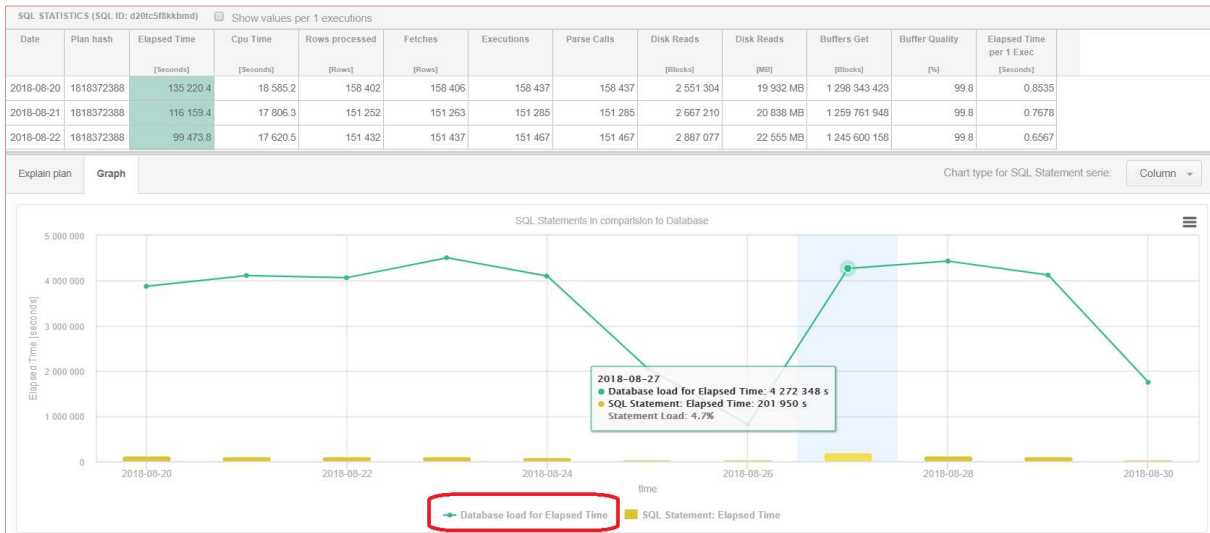 SQL STATISTICS (SQL ID: d20tc5f8kkbmd) Show values per 1 executions
Date Plan hash Elapsed Time Cpu Time Rows processed Fetches Executions Parse Calls Disk Reads Disk Reads Buffers Get Buffer Quality Elapsed Time per 1 Exec
[Seconds] [Seconds] [Rows] [Rows] [Blocks] [MB] [Blocks] [%] [Seconds]
2018-08-20 1818372388 135 220.4 18 585.2 158 402 158 406 158 437 158 437 2 551 304 19 932 MB 1 298 343 423 99.8 0.8535
2018-08-21 1818372388 116 159.4 17 806.3 151 252 151 263 151 285 151 285 2 667 210 20 838 MB 1 259 761 948 99.8 0.7678
2018-08-22 1818372388 99 473.8 17 620.5 151 432 151 437 151 467 151 467 2 887 077 22 555 MB 1 245 600 158 99.8 0.6567
Explain plan Graph Chart type for SQL Statement serie: Column
SQL Statements in comparision to Database
5 000 000
4 000 000
3 000 000
2 000 000
1 000 000
0
Elapsed Time [seconds]
2018-08-27
Database load for Elapsed Time: 4 272 348 s
SQL Statement: Elapsed Time: 201 950 s
Statement Load: 4.7%
2018-08-20 2018-08-22 2018-08-24 2018-08-26 2018-08-28 2018-08-30
time
Database load for Elapsed Time SQL Statement: Elapsed Time